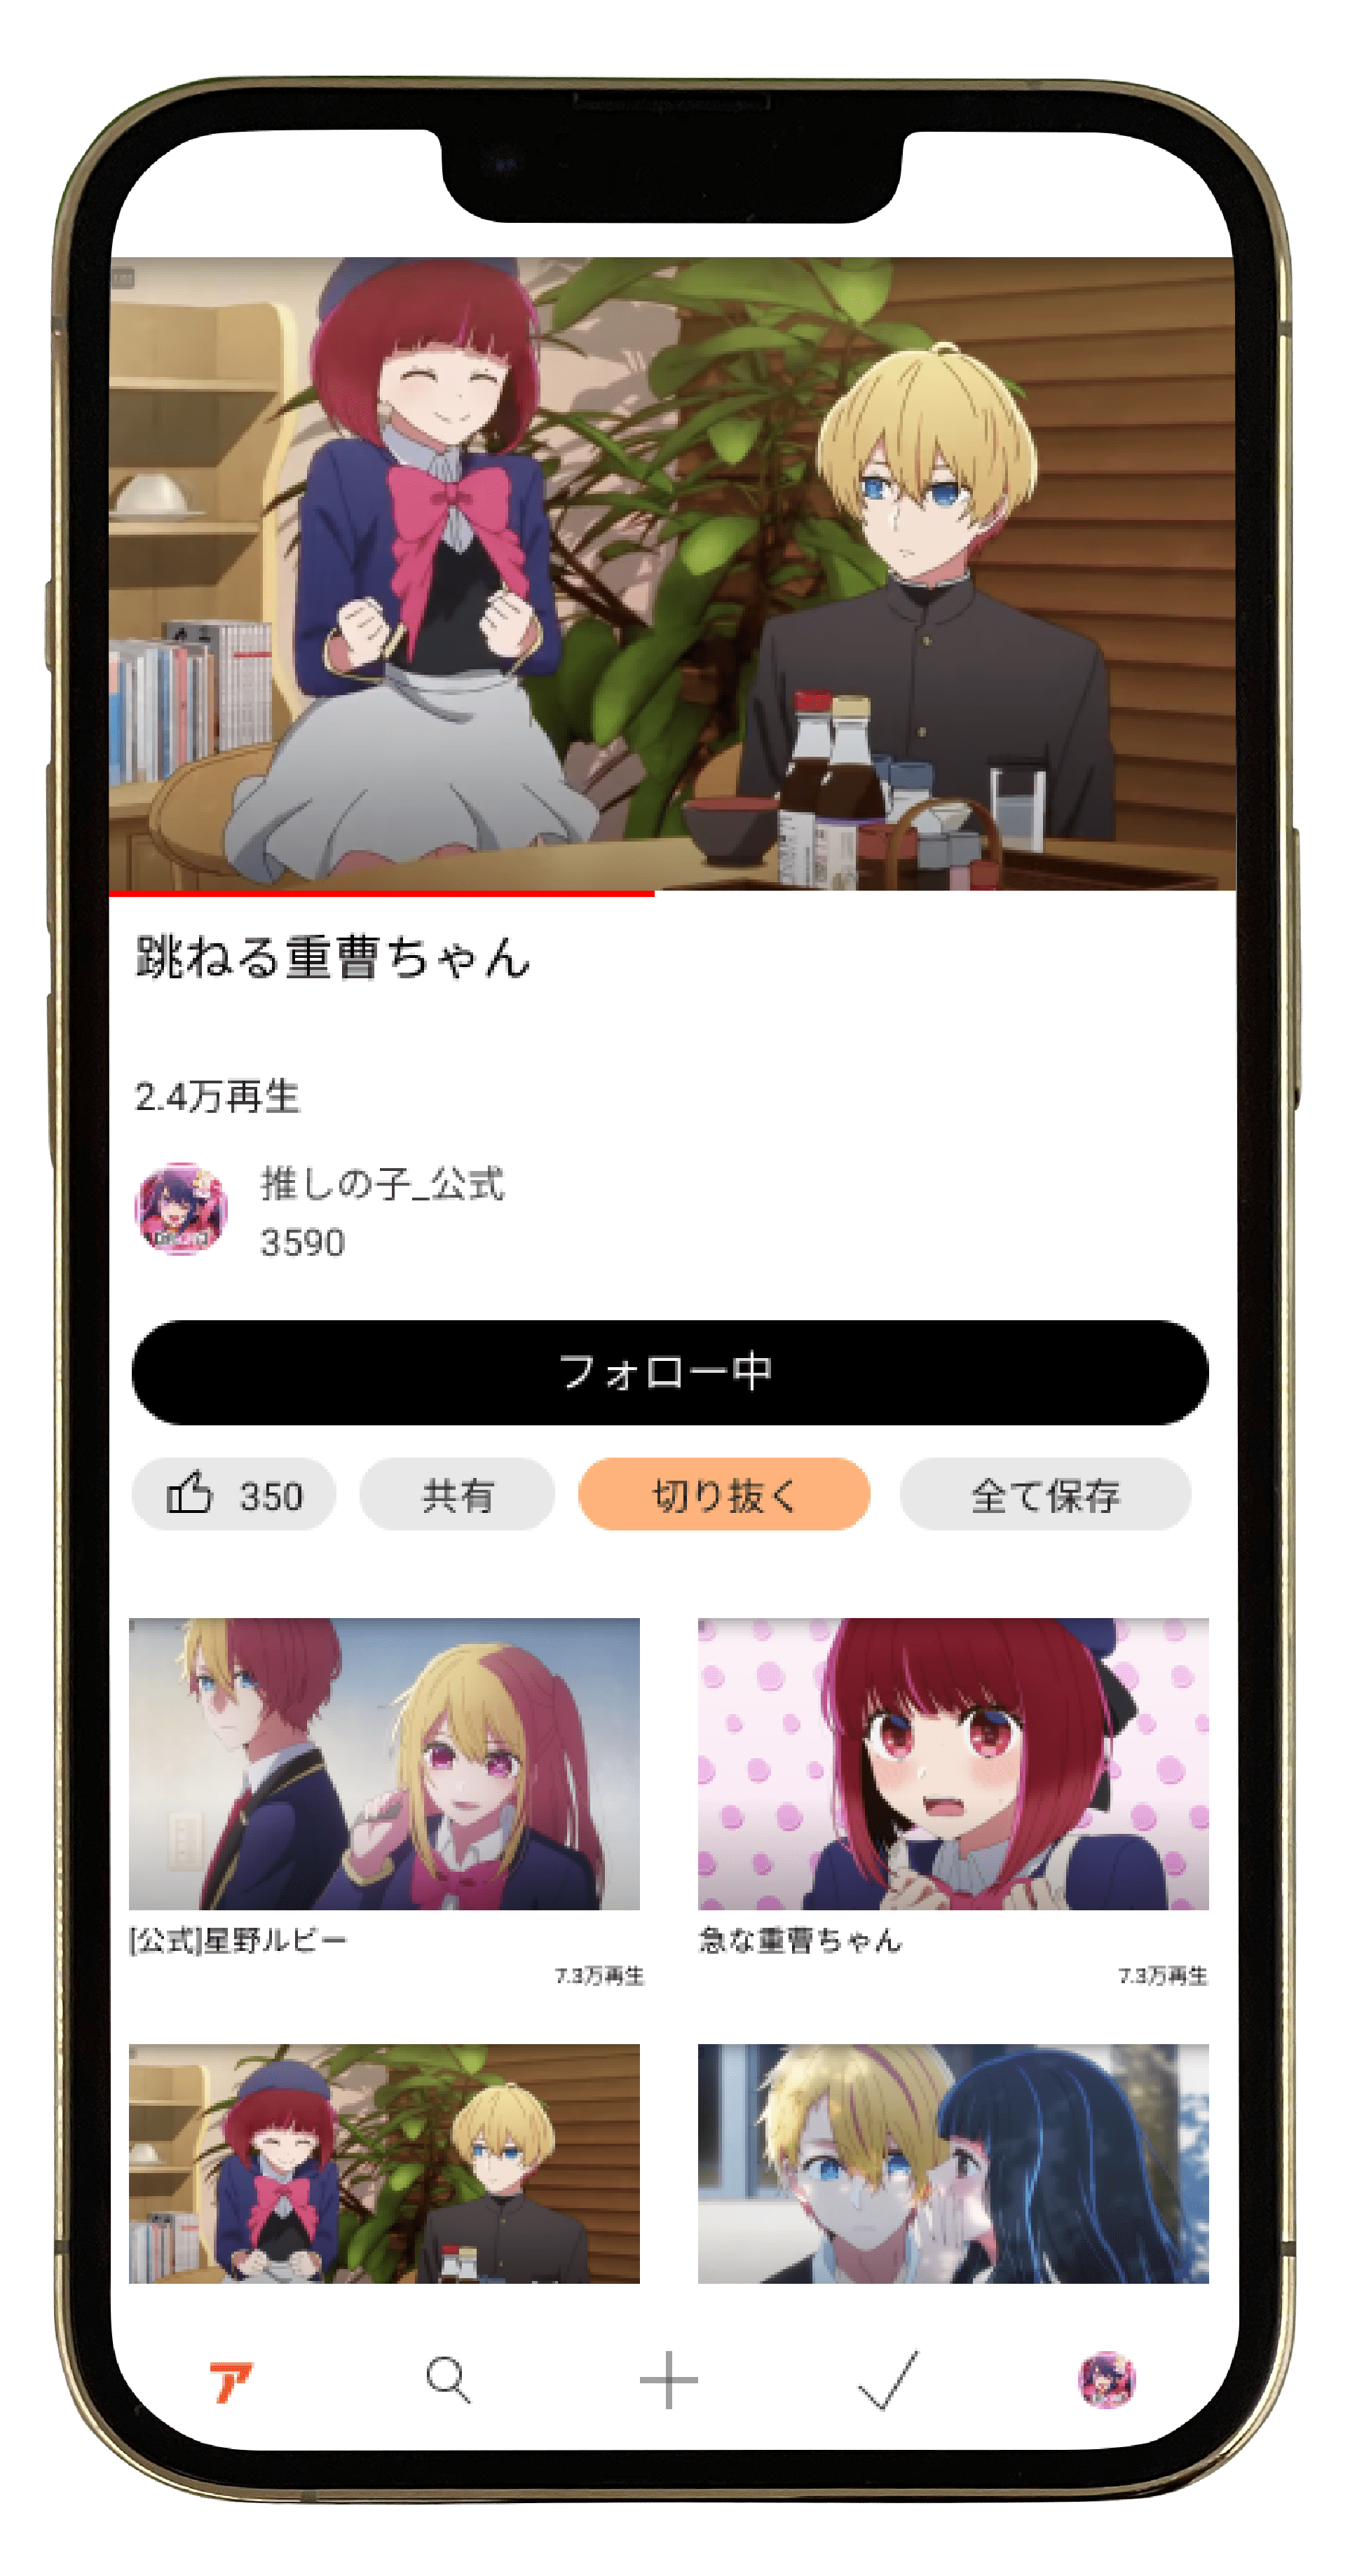 跳ねる重曹ちゃん
2.4万再生
推しの子_公式
3590
フォロー中
350
共有
切り抜く
全て保存
[公式]星野ルビー
7.3万再生
急な重曹ちゃん
7.3万再生
ア